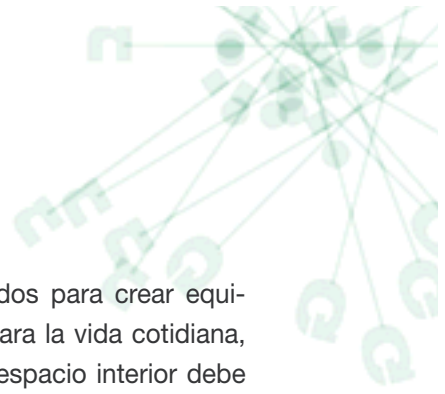 dos para crear equi-
ara la vida cotidiana,
espacio interior debe